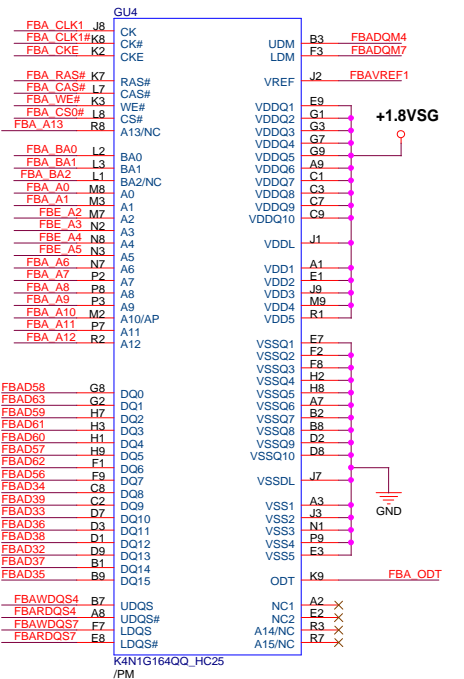 GU4
FBA_CLK1 J8 CK
FBA_CLK1# K8 CK#
FBA_CKE K2 CKE
UDM B3 FBADQM4
LDM F3 FBADQM7
FBA_RAS# K7 RAS#
FBA_CAS# L7 CAS#
FBA_WE# K3 WE#
FBA_CS0# L8 CS#
FBA_A13 R8 A13/NC
VREF J2 FBAVREF1
VDDQ1 E9
VDDQ2 G1
VDDQ3 G3
VDDQ4 G7
VDDQ5 G9
VDDQ6 A9
VDDQ7 C1
VDDQ8 C3
VDDQ9 C7
VDDQ10 C9
+1.8VSG
FBA_BA0 L2 BA0
FBA_BA1 L3 BA1
FBA_BA2 L1 BA2/NC
FBA_A0 M8 A0
FBA_A1 M3 A1
FBE_A2 M7 A2
FBE_A3 N2 A3
FBE_A4 N8 A4
FBE_A5 N3 A5
FBA_A6 N7 A6
FBA_A7 P2 A7
FBA_A8 P8 A8
FBA_A9 P3 A9
FBA_A10 M2 A10/AP
FBA_A11 P7 A11
FBA_A12 R2 A12
VDDL J1
VDD1 A1
VDD2 E1
VDD3 J9
VDD4 M9
VDD5 R1
VSSQ1 E7
VSSQ2 F2
VSSQ3 F8
VSSQ4 H2
VSSQ5 H8
VSSQ6 A7
VSSQ7 B2
VSSQ8 B8
VSSQ9 D2
VSSQ10 D8
FBAD58 G8 DQ0
FBAD63 G2 DQ1
FBAD59 H7 DQ2
FBAD61 H3 DQ3
FBAD60 H1 DQ4
FBAD57 H9 DQ5
FBAD62 F1 DQ6
FBAD56 F9 DQ7
FBAD34 C8 DQ8
FBAD39 C2 DQ9
FBAD33 D7 DQ10
FBAD36 D3 DQ11
FBAD38 D1 DQ12
FBAD32 D9 DQ13
FBAD37 B1 DQ14
FBAD35 B9 DQ15
VSSDL J7
GND
VSS1 A3
VSS2 J3
VSS3 N1
VSS4 P9
VSS5 E3
ODT K9 FBA_ODT
FBAWDQS4 B7 UDQS
FBARDQS4 A8 UDQS#
FBAWDQS7 F7 LDQS
FBARDQS7 E8 LDQS#
NC1 A2
NC2 E2
A14/NC R3
A15/NC R7
K4N1G164QQ_HC25
/PM